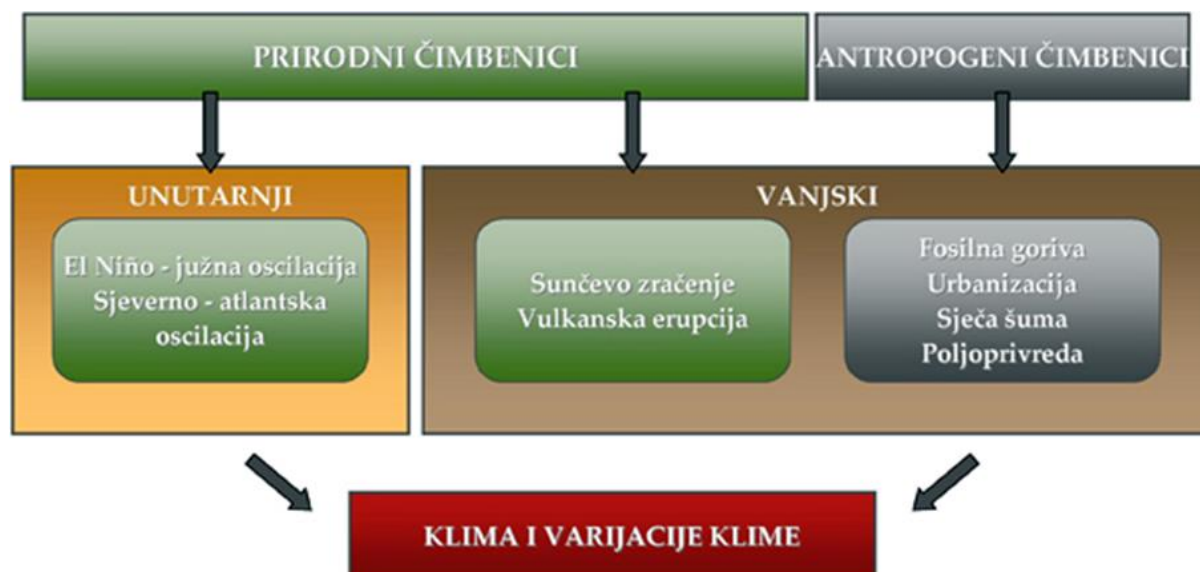 PRIRODNI ČIMBENICI
ANTROPOGENI ČIMBENICI
UNUTARNJI
El Niño - južna oscilacija
Sjeverno - atlantska
oscilacija
VANJSKI
Sunčevo zračenje
Vulkanska erupcija
Fosilna goriva
Urbanizacija
Sječa šuma
Poljoprivreda
KLIMA I VARIJACIJE KLIME